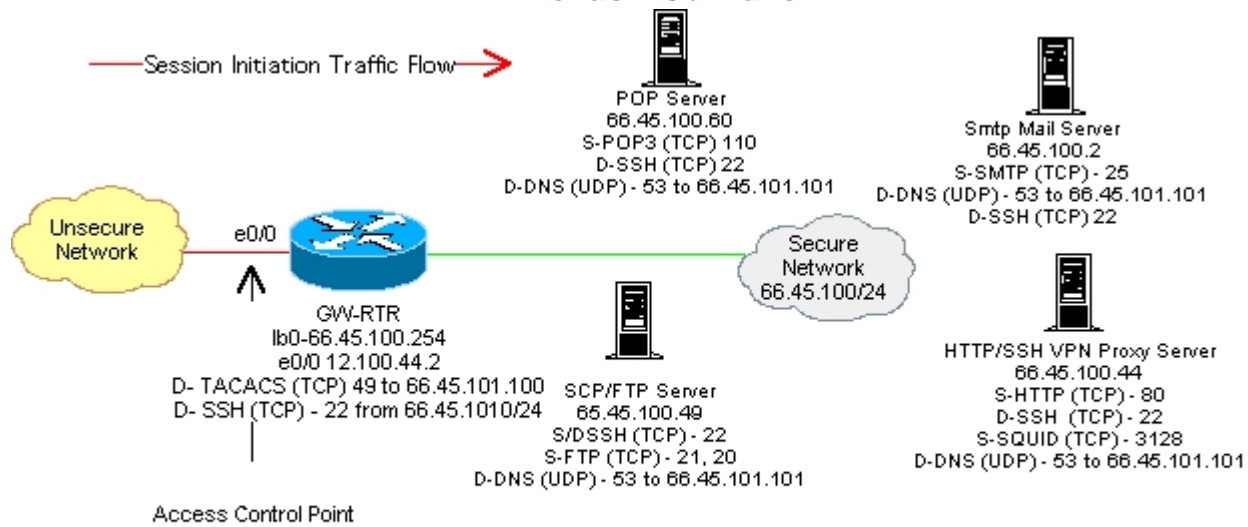 Session Initiation Traffic Flow
POP Server
66.45.100.60
S-POP3 (TCP) 110
D-SSH (TCP) 22
D-DNS (UDP) - 53 to 66.45.101.101
Smtp Mail Server
66.45.100.2
S-SMTP (TCP) - 25
D-DNS (UDP) - 53 to 66.45.101.101
D-SSH (TCP) 22
Unsecure
Network
e0/0
Secure
Network
66.45.100/24
GW-RTR
lb0-66.45.100.254
e0/0 12.100.44.2
D- TACACS (TCP) 49 to 66.45.101.100
D- SSH (TCP) - 22 from 66.45.1010/24
SCP/FTP Server
65.45.100.49
S/DSSH (TCP) - 22
S-FTP (TCP) - 21, 20
D-DNS (UDP) - 53 to 66.45.101.101
HTTP/SSH VPN Proxy Server
66.45.100.44
S-HTTP (TCP) - 80
D-SSH (TCP) - 22
S-SQUID (TCP) - 3128
D-DNS (UDP) - 53 to 66.45.101.101
Access Control Point